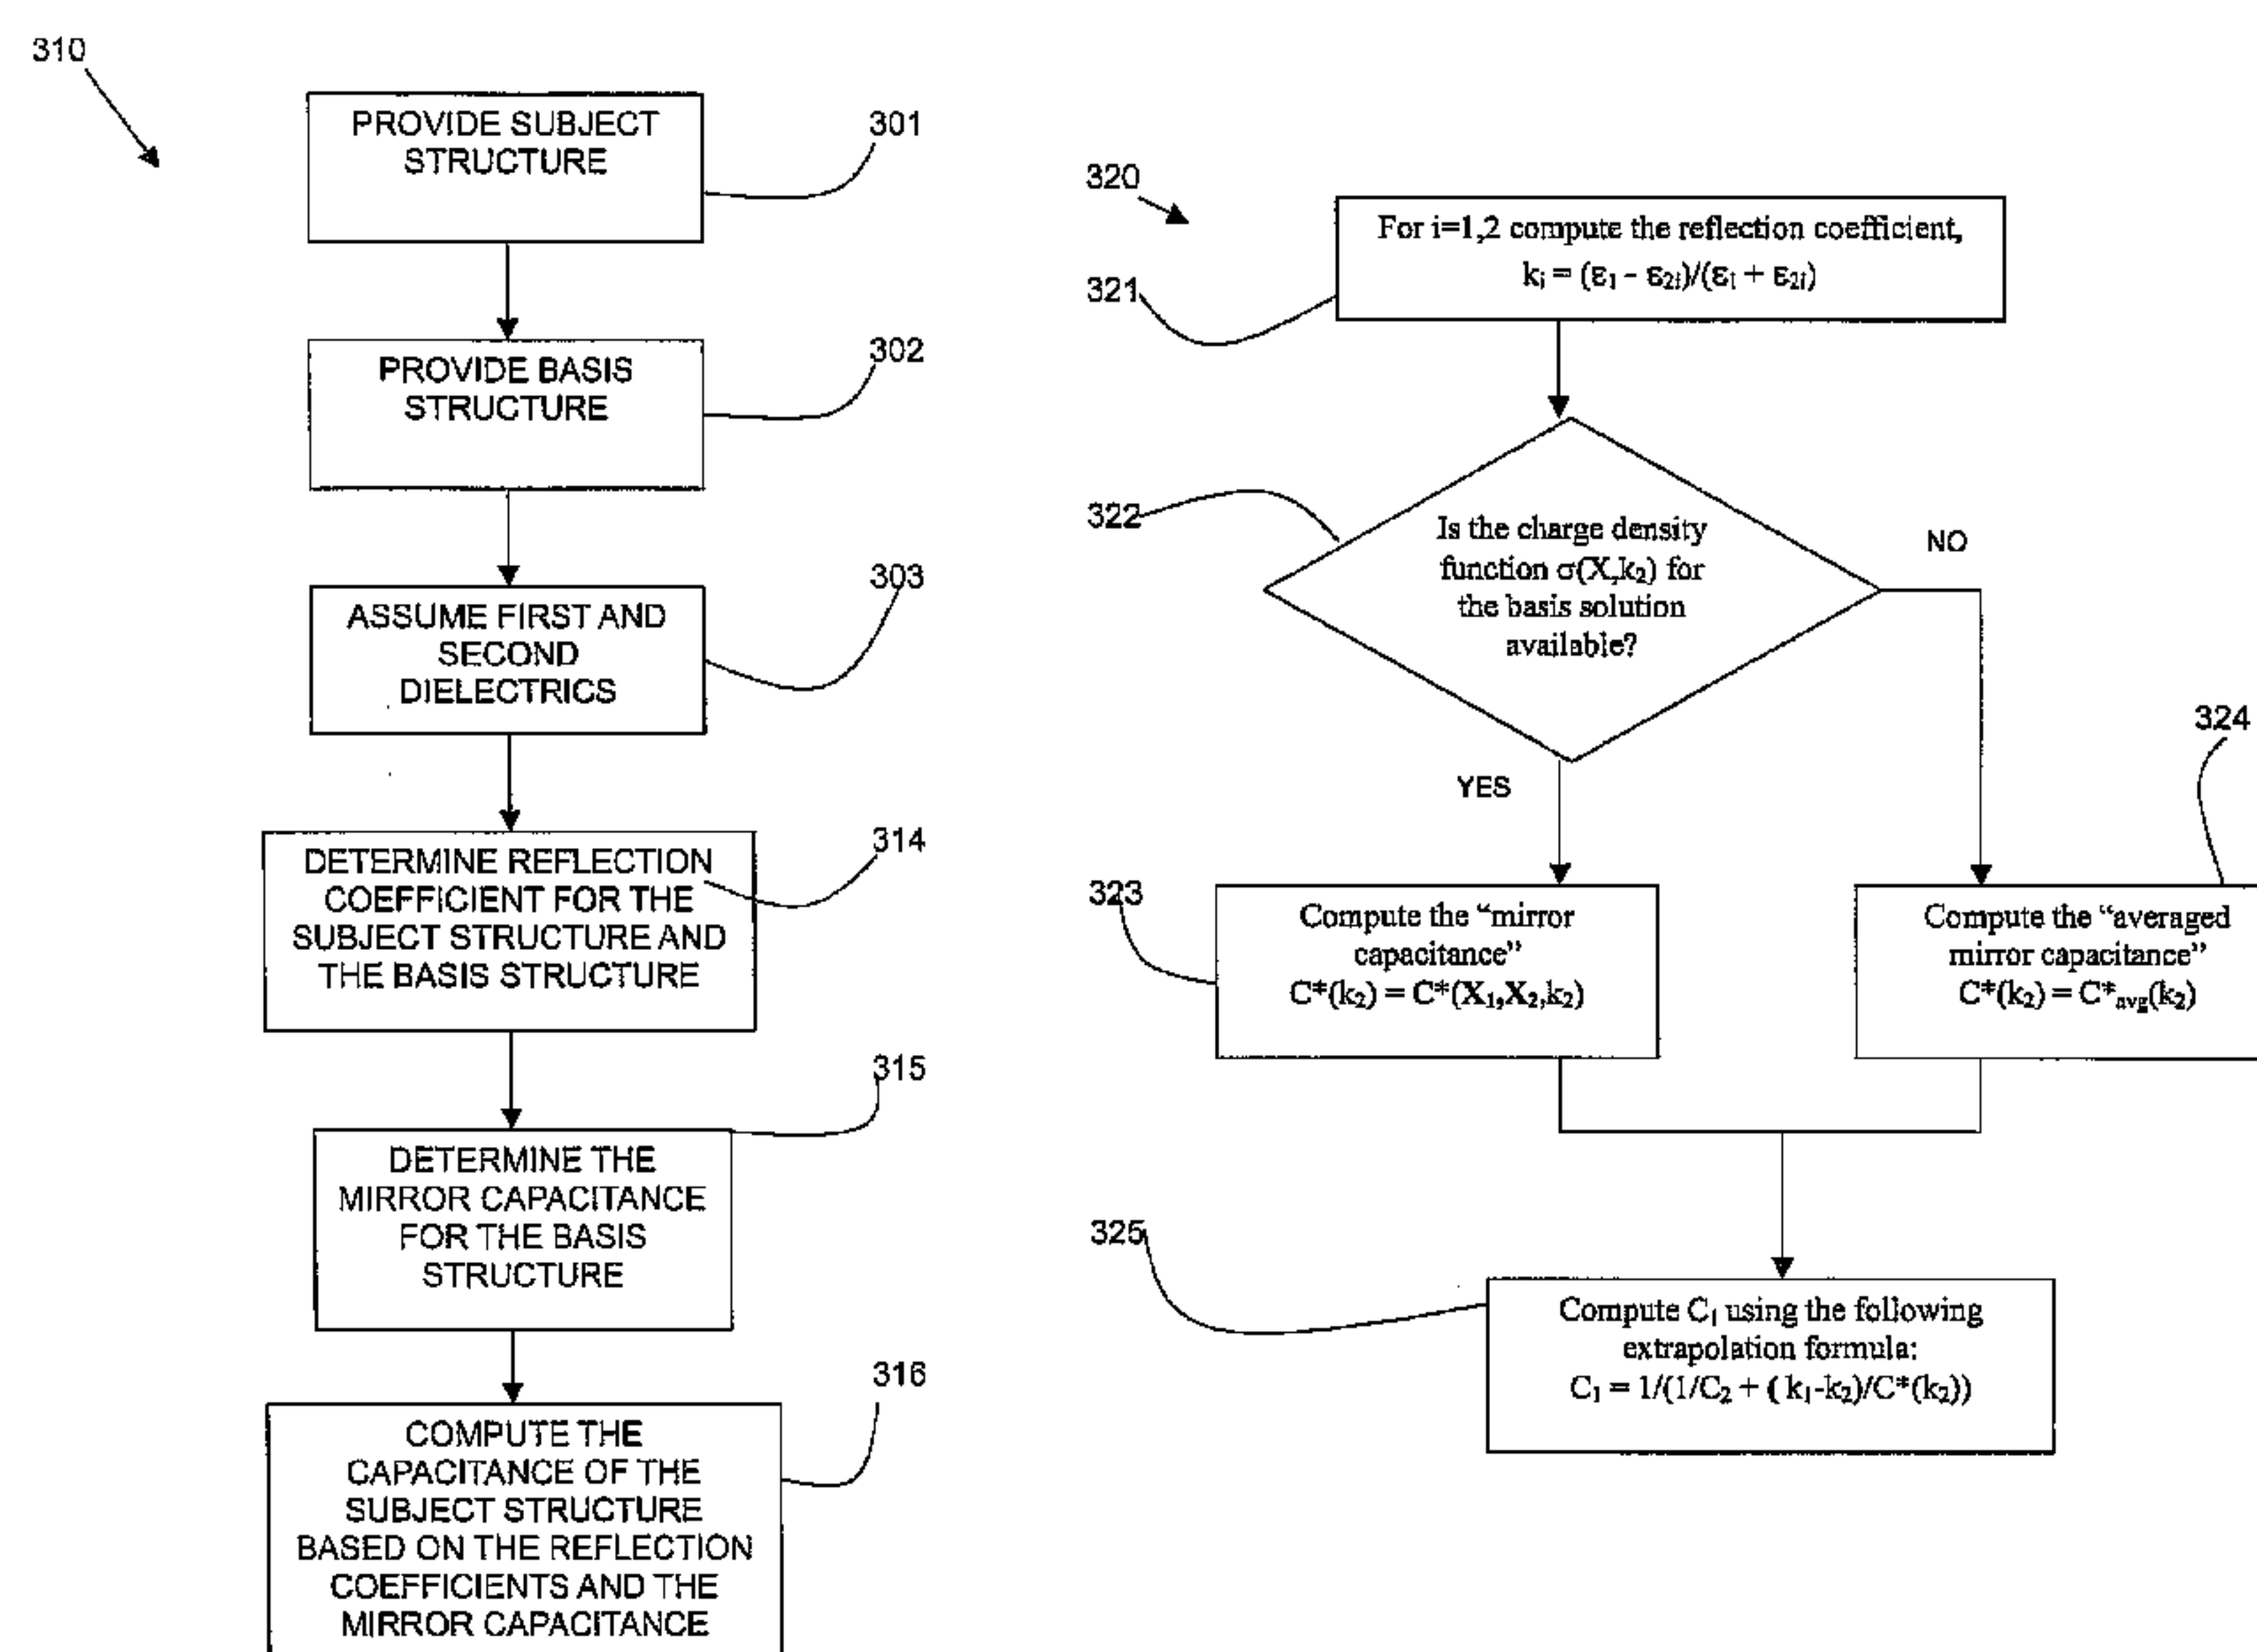 310
PROVIDE SUBJECT
STRUCTURE
301
PROVIDE BASIS
STRUCTURE
302
ASSUME FIRST AND
SECOND
DIELECTRICS
303
DETERMINE REFLECTION
COEFFICIENT FOR THE
SUBJECT STRUCTURE AND
THE BASIS STRUCTURE
314
DETERMINE THE
MIRROR CAPACITANCE
FOR THE BASIS
STRUCTURE
315
COMPUTE THE
CAPACITANCE OF THE
SUBJECT STRUCTURE
BASED ON THE REFLECTION
COEFFICIENTS AND THE
MIRROR CAPACITANCE
316
320
For i=1,2 compute the reflection coefficient,
kᵢ = (ε₁ - ε₂ᵢ)/(ε₁ + ε₂ᵢ)
321
322
Is the charge density
function σ(X,k₂) for
the basis solution
available?
NO
YES
323
Compute the “mirror
capacitance”
C*(k₂) = C*(X₁,X₂,k₂)
324
Compute the “averaged
mirror capacitance”
C*(k₂) = C*avg(k₂)
325
Compute C₁ using the following
extrapolation formula:
C₁ = 1/(1/C₂ + ( k₁-k₂)/C*(k₂))